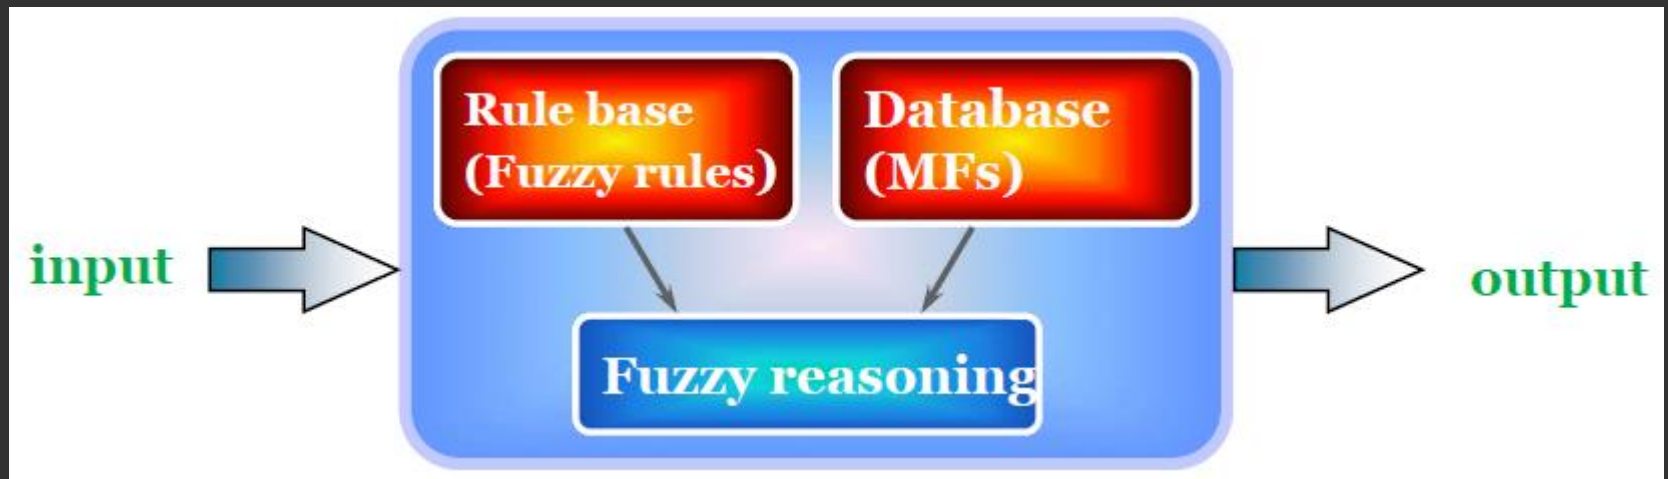 Rule base
(Fuzzy rules)
Database
(MFs)
input
output
Fuzzy reasoning